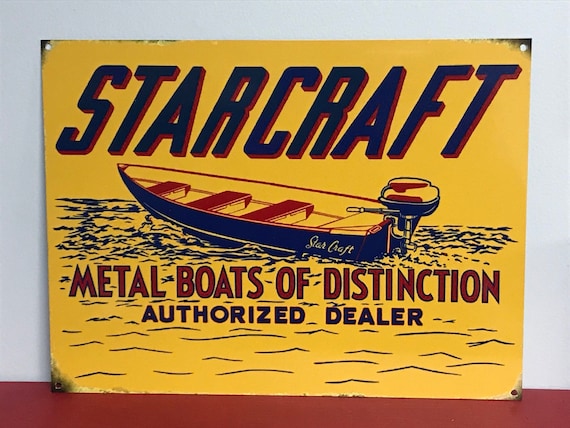 STARCRAFT
Star Craft
METAL BOATS OF DISTINCTION
AUTHORIZED DEALER